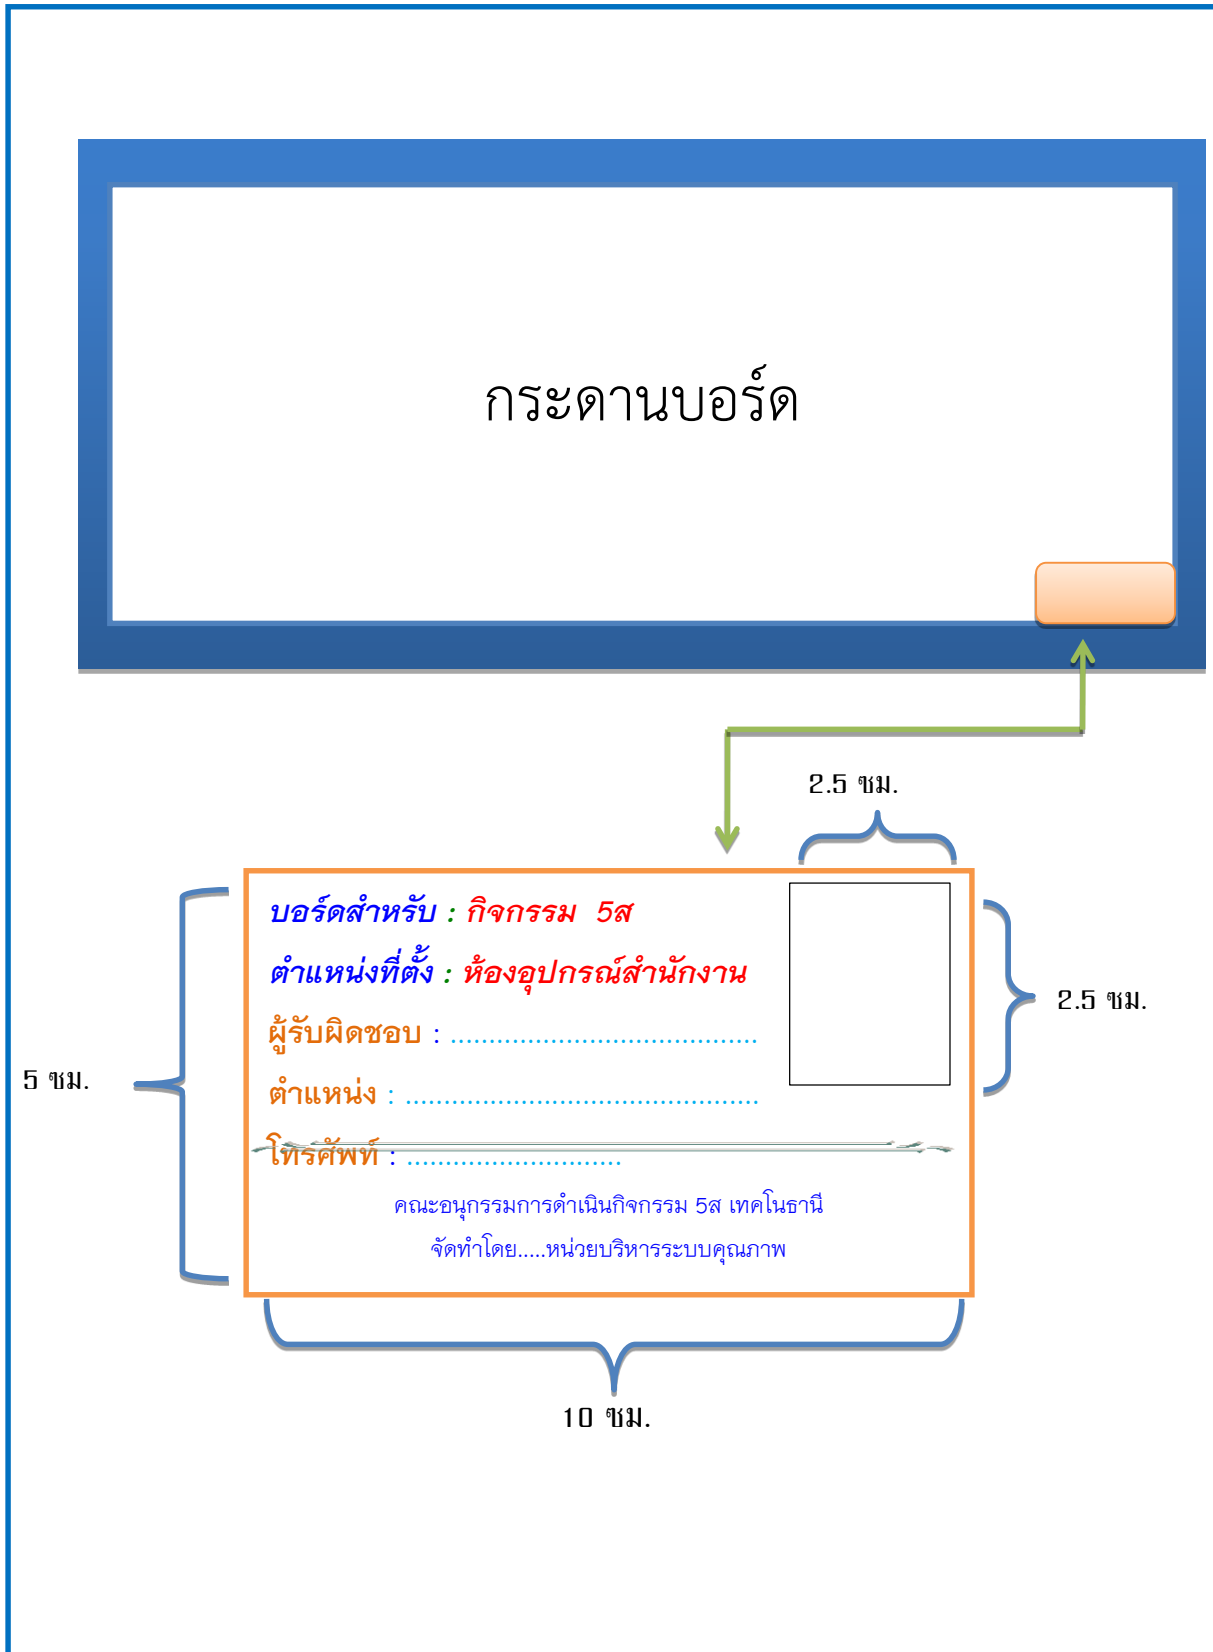 กระดานบอร์ด
2.5 ซม.
บอร์ดสำหรับ : กิจกรรม 5ส
ตำแหน่งที่ตั้ง : ห้องอุปกรณ์สำนักงาน
2.5 ซม.
ผู้รับผิดชอบ : ........................................
5 ซม.
ตำแหน่ง : ..............................................
โทรศัพท์ : ............................
คณะอนุกรรมการดำเนินกิจกรรม 5ส เทคโนธานี
จัดทำโดย.....หน่วยบริหารระบบคุณภาพ
10 ซม.